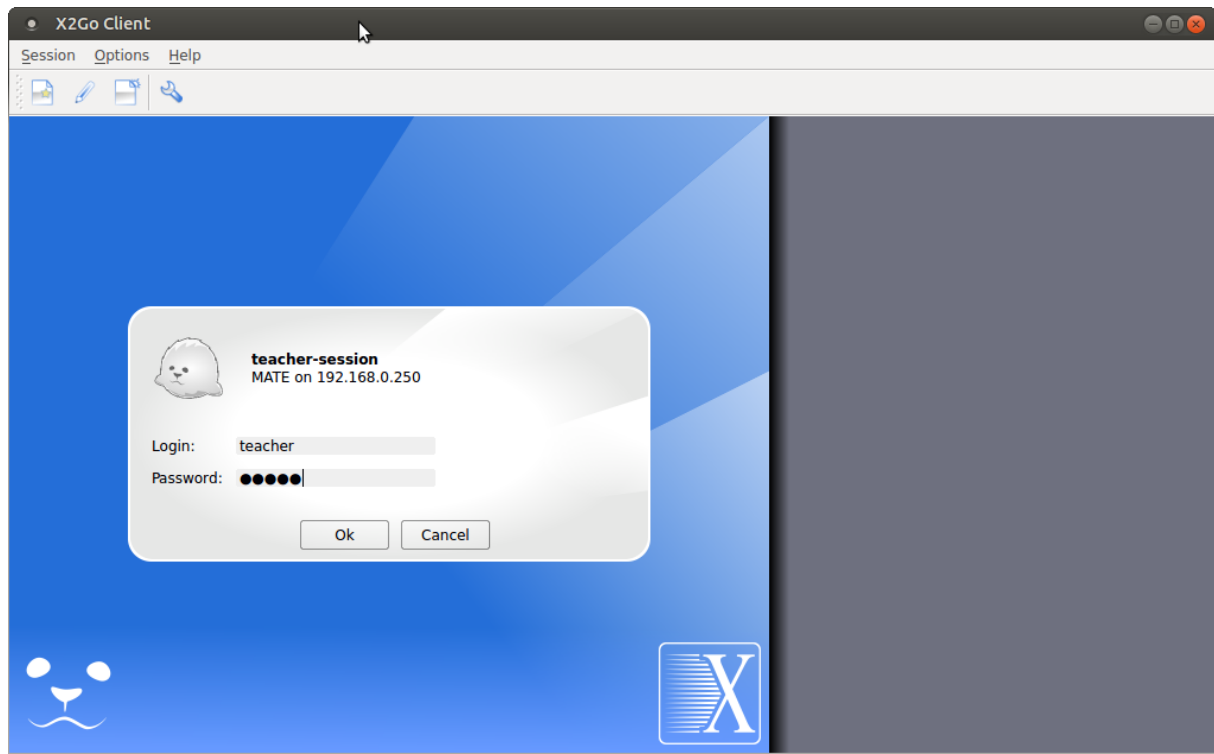 X2Go Client
Session Options Help
teacher-session
MATE on 192.168.0.250
Login: teacher
Password: ●●●●●
Ok Cancel
X